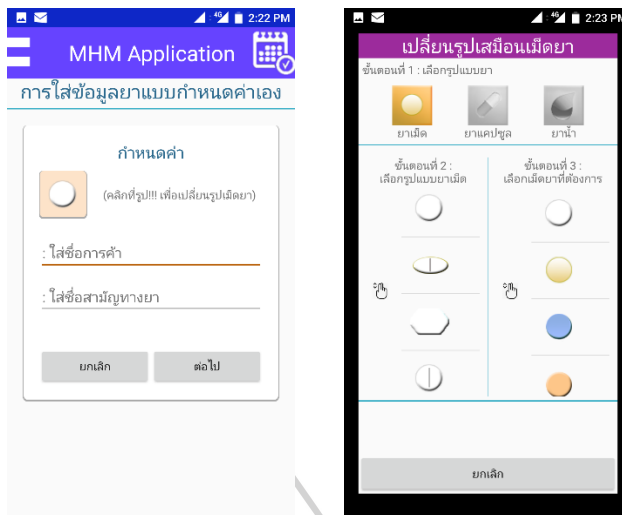 2:22 PM
MHM Application
การใส่ข้อมูลยาแบบกำหนดค่าเอง
กำหนดค่า
(คลิกที่รูป!!! เพื่อเปลี่ยนรูปเม็ดยา)
: ใส่ชื่อการค้า
: ใส่ชื่อสามัญทางยา
ยกเลิก
ต่อไป
2:23 PM
เปลี่ยนรูปเสมือนเม็ดยา
ขั้นตอนที่ 1 : เลือกรูปแบบยา
ยาเม็ด
ยาแคปซูล
ยาน้ำ
ขั้นตอนที่ 2 :
เลือกรูปแบบยาเม็ด
ขั้นตอนที่ 3 :
เลือกเม็ดยาที่ต้องการ
ยกเลิก